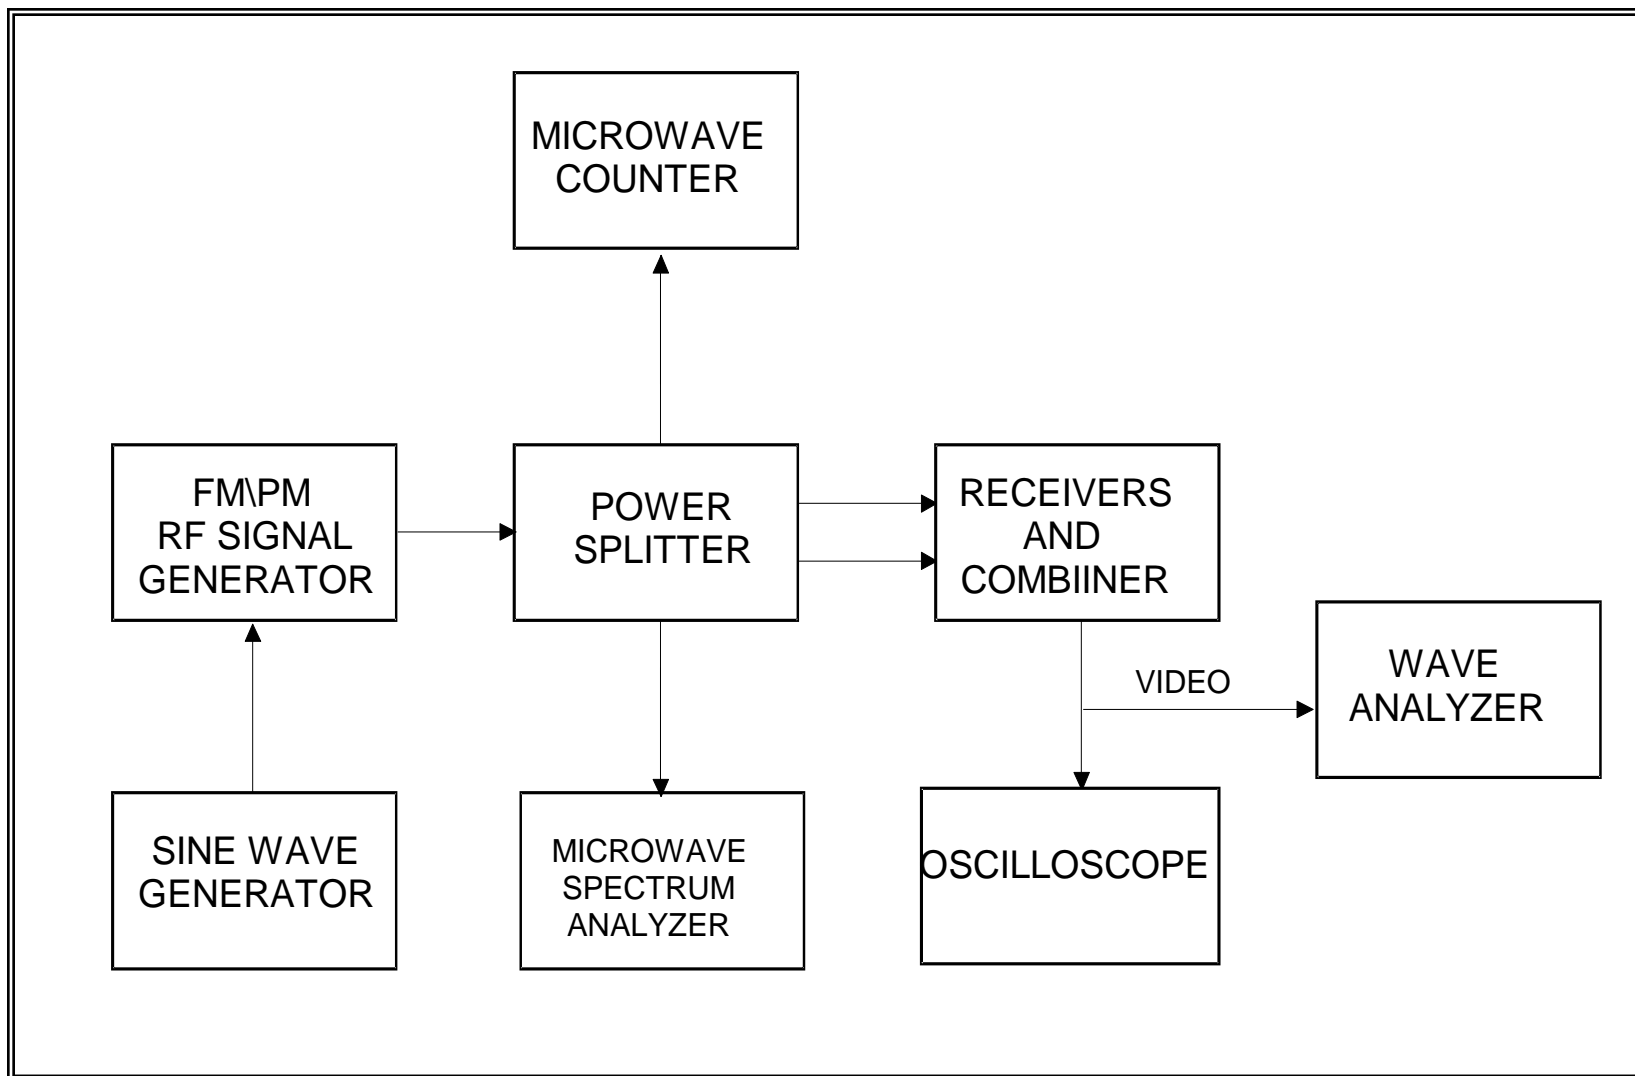 MICROWAVE
COUNTER
FM\PM
RF SIGNAL
GENERATOR
POWER
SPLITTER
RECEIVERS
AND
COMBIINER
VIDEO
WAVE
ANALYZER
SINE WAVE
GENERATOR
MICROWAVE
SPECTRUM
ANALYZER
OSCILLOSCOPE